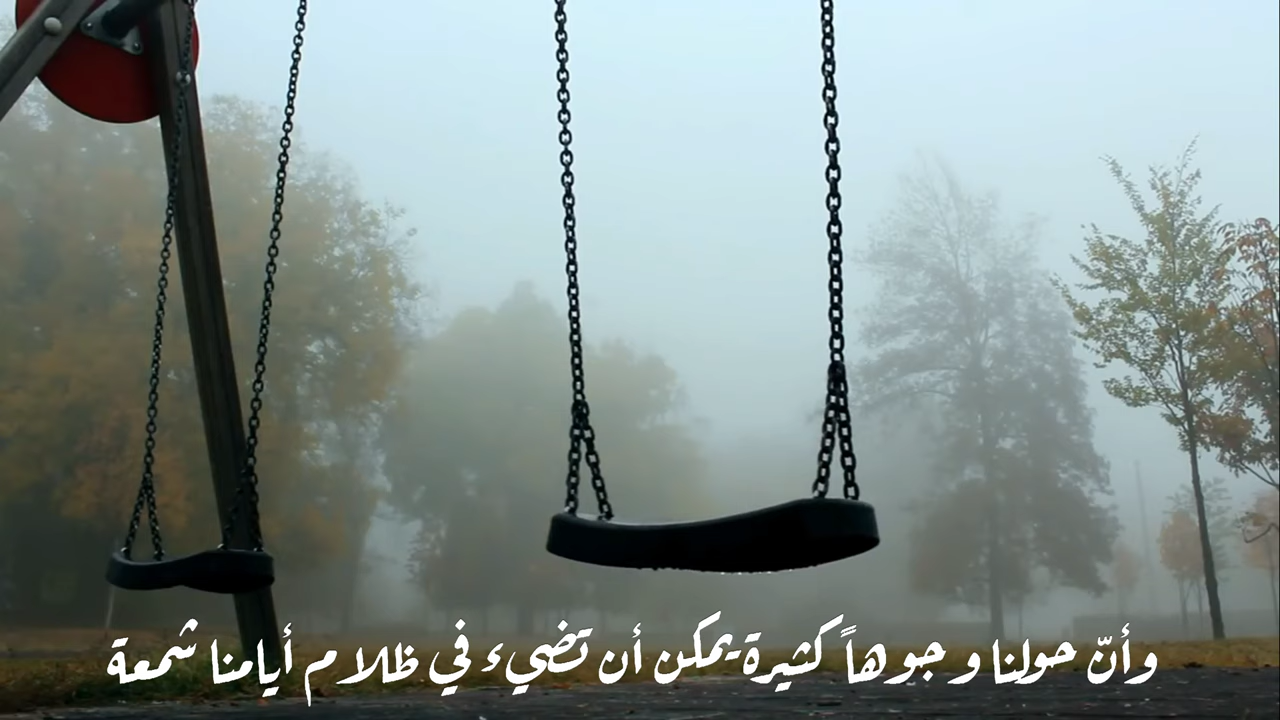 وأنّ حولنا وجوهاً كثيرة يمكن أن تضيء في ظلام أيامنا شمعة